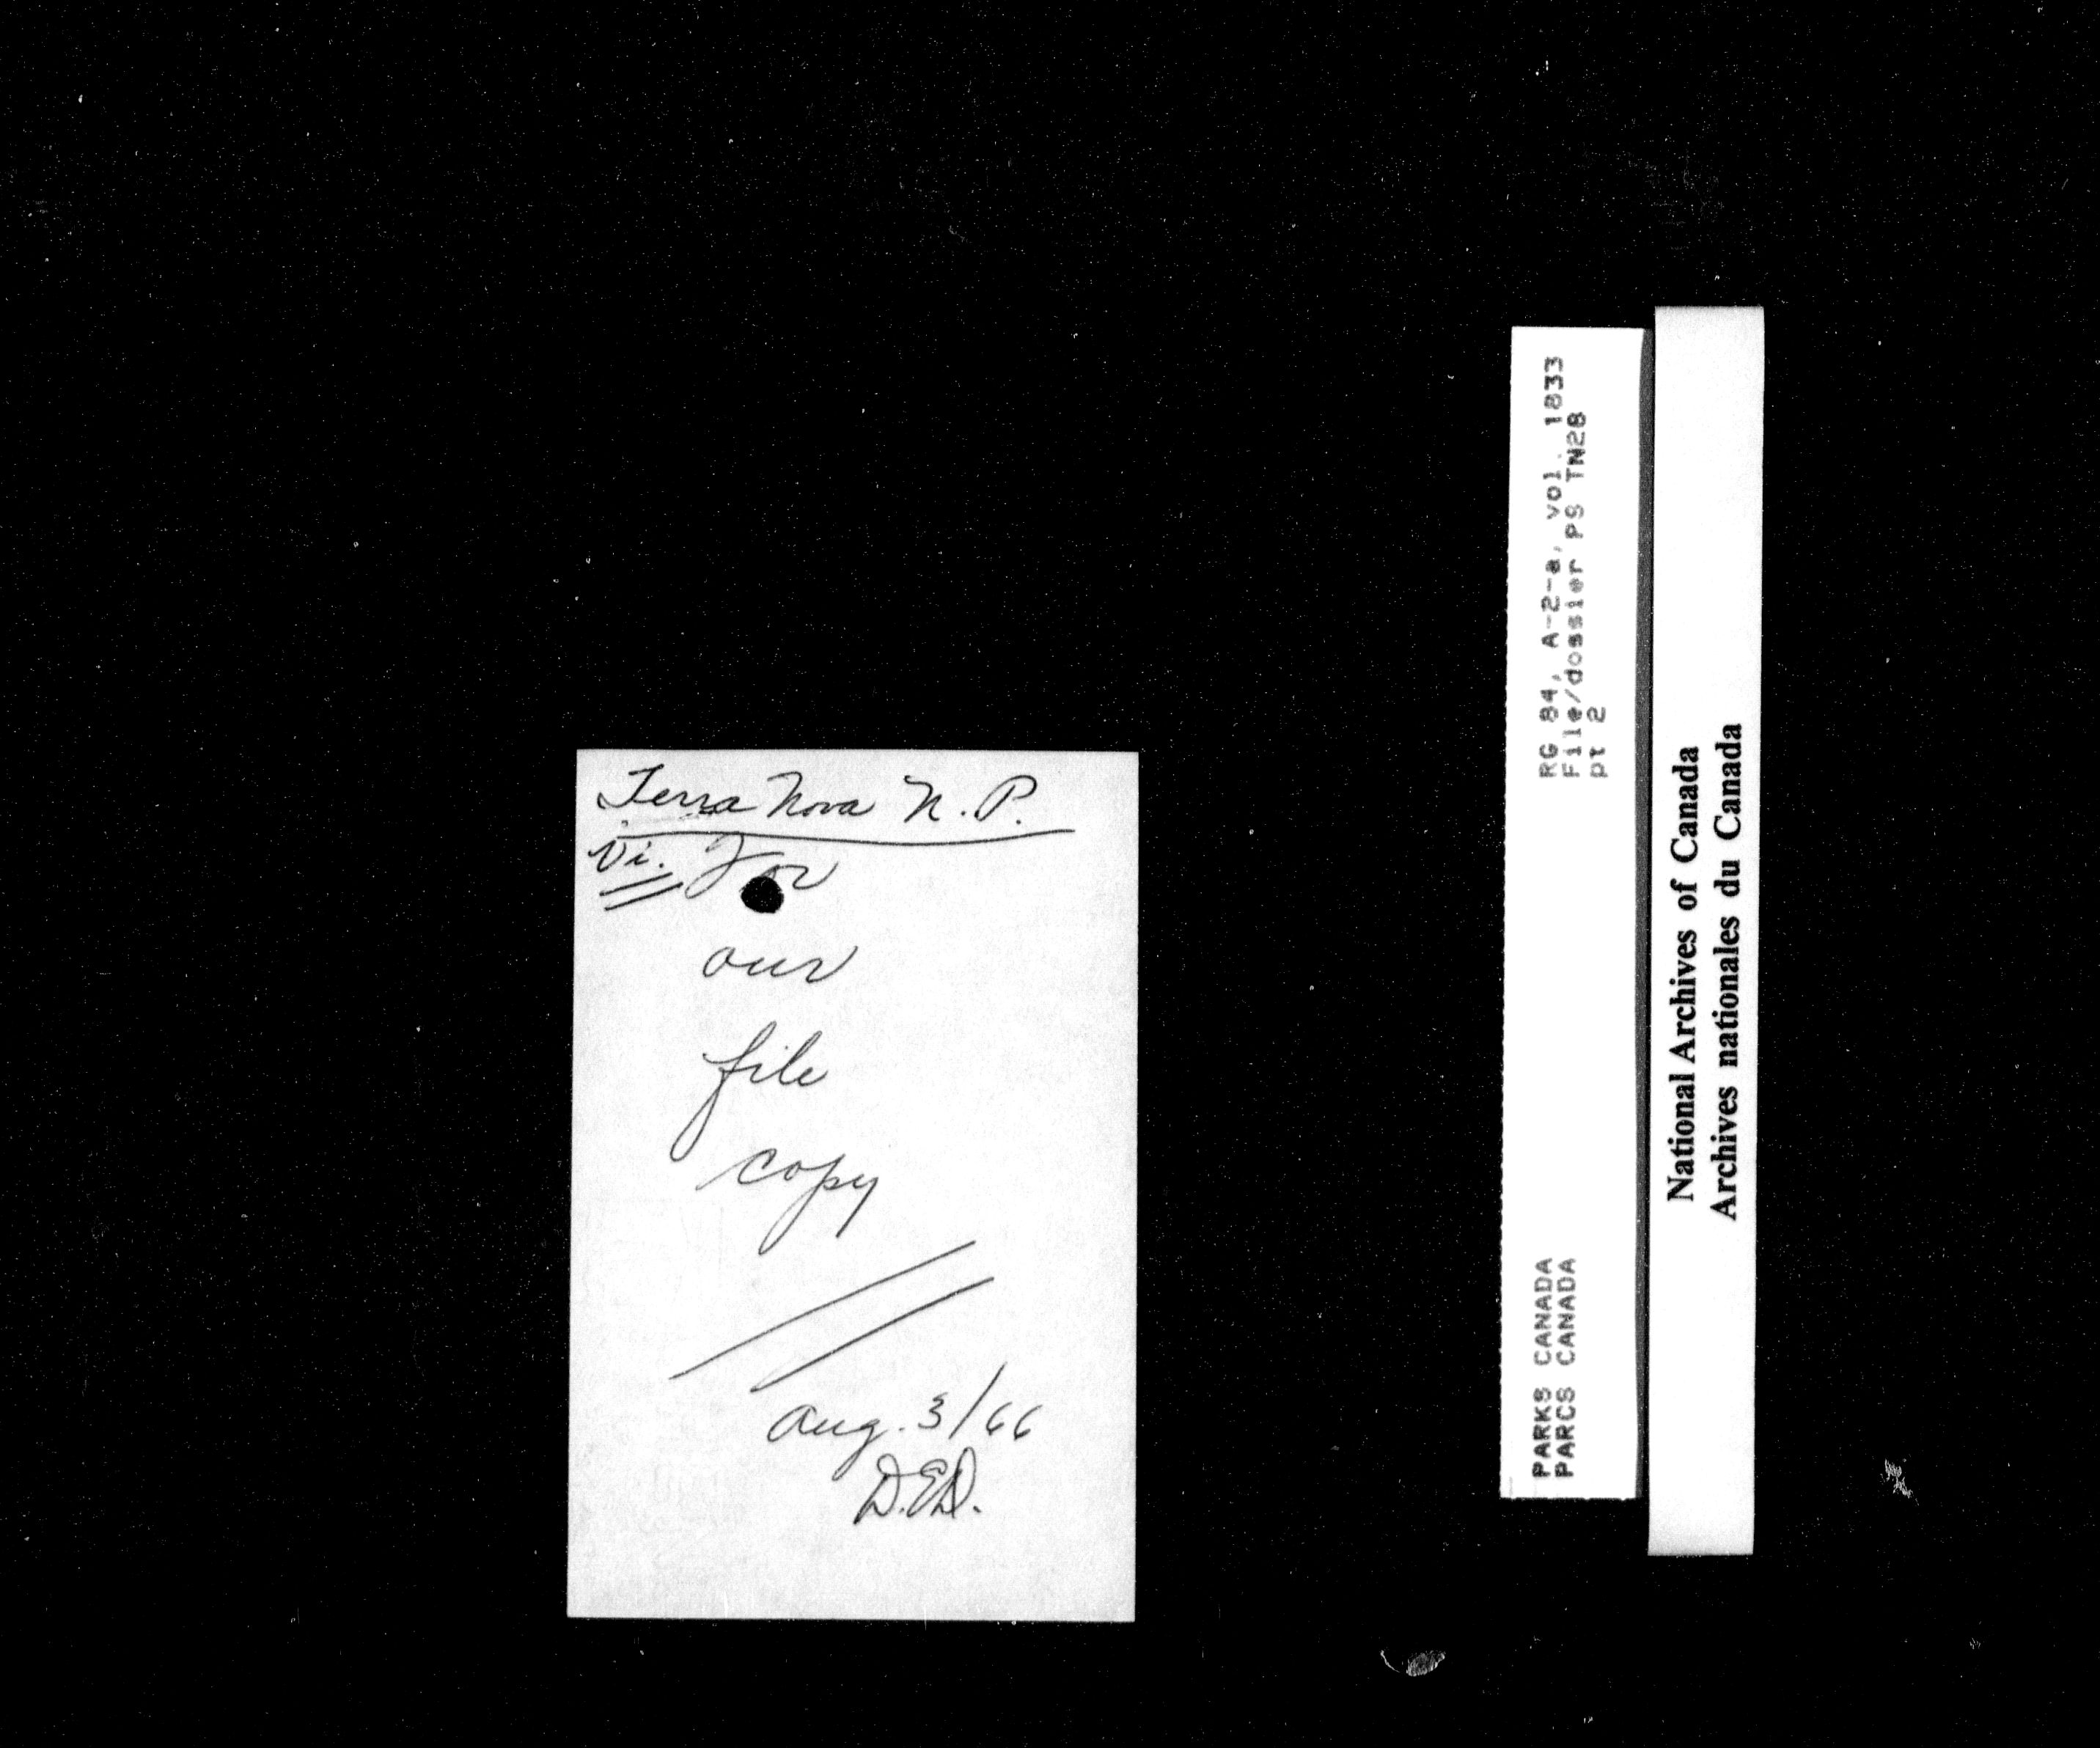 Terra Nova N. P.
Vi. For
our
file
copy
Aug. 3/66
D.E.D.
RG 84, A-2-a, vol. 1833
File/dossier PS TN28
pt 2
PARKS CANADA
PARCS CANADA
National Archives of Canada
Archives nationales du Canada